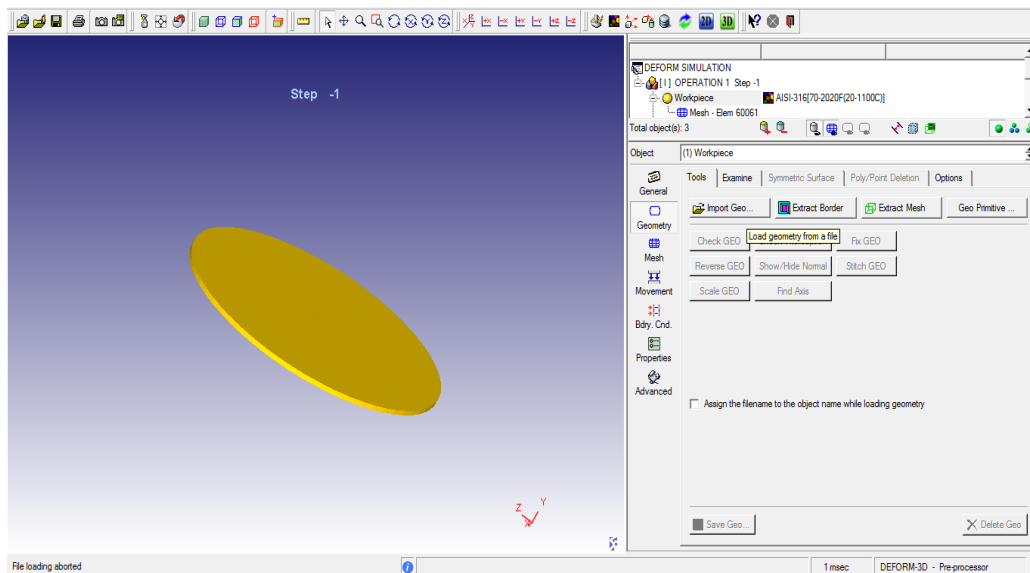 2D 3D
Step -1
DEFORM SIMULATION
[1] OPERATION 1 Step -1
Workpiece AISI-316[70-2020F(20-1100C)]
Mesh - Elem 60061
Total object(s): 3
Object (1) Workpiece
General
Geometry
Mesh
Movement
Bdry. Cnd.
Properties
Advanced
Tools Examine Symmetric Surface Poly/Point Deletion Options
Import Geo... Extract Border Extract Mesh Geo Primitive ...
Load geometry from a file
Check GEO Fix GEO
Reverse GEO Show/Hide Normal Stitch GEO
Scale GEO Find Axis
Assign the filename to the object name while loading geometry
Save Geo... Delete Geo
Z Y X
File loading aborted 1 msec DEFORM-3D - Pre-processor